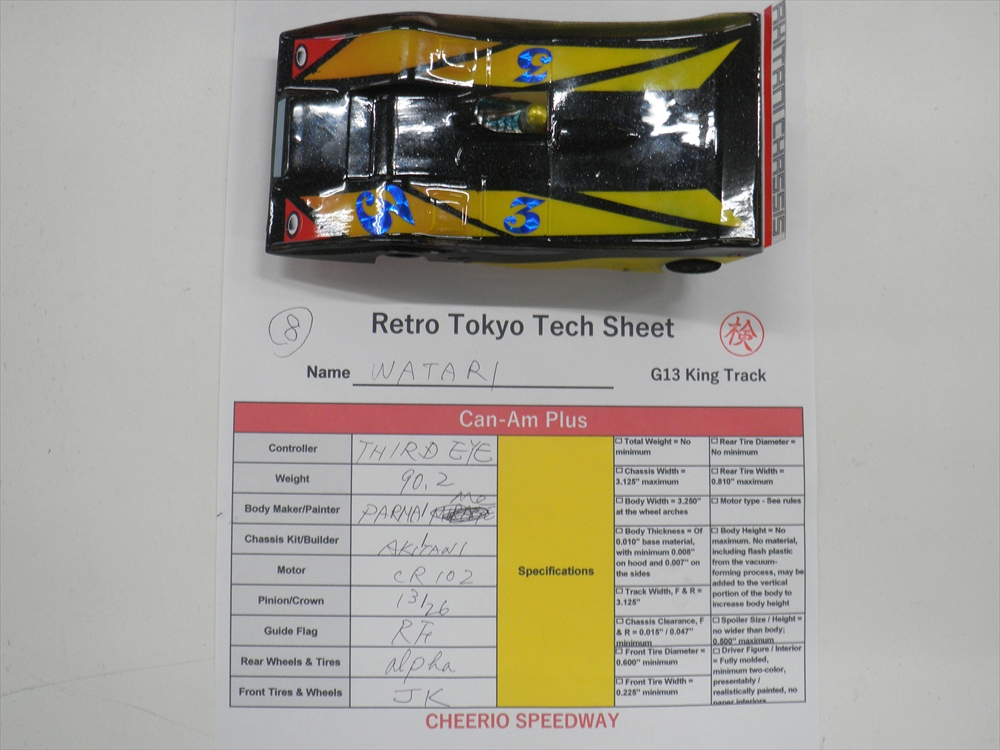 3
3
AKITANI CHASSIS
8
Retro Tokyo Tech Sheet
検
Name WATARI
G13 King Track
Can-Am Plus
Controller THIRD EYE
Weight 90.2
Body Maker/Painter PARMA/ Me
Chassis Kit/Builder AKITANI
Motor CR102
Pinion/Crown 13/26
Guide Flag
Rear Wheels & Tires alpha
Front Tires & Wheels JK
Specifications
☐ Total Weight = No
minimum
☐ Chassis Width =
3.125" maximum
☐ Body Width = 3.250"
at the wheel arches
☐ Body Thickness = Of
0.010" base material,
with minimum 0.008"
on hood and 0.007" on
the sides
☐ Track Width, F & R =
3.125"
☐ Chassis Clearance, F
& R = 0.015" / 0.047"
minimum
☐ Front Tire Diameter =
0.600" minimum
☐ Front Tire Width =
0.225" minimum
☐ Rear Tire Diameter =
No minimum
☐ Rear Tire Width =
0.810" maximum
☐ Motor type - See rules
☐ Body Height = No
maximum. No material,
including flash plastic
from the vacuum-
forming process, may be
added to the vertical
portion of the body to
increase body height
☐ Spoiler Size / Height =
no wider than body;
0.500" maximum
☐ Driver Figure / Interior
= Fully molded,
minimum two-color,
presentably /
realistically painted, no
paper interiors
CHEERIO SPEEDWAY